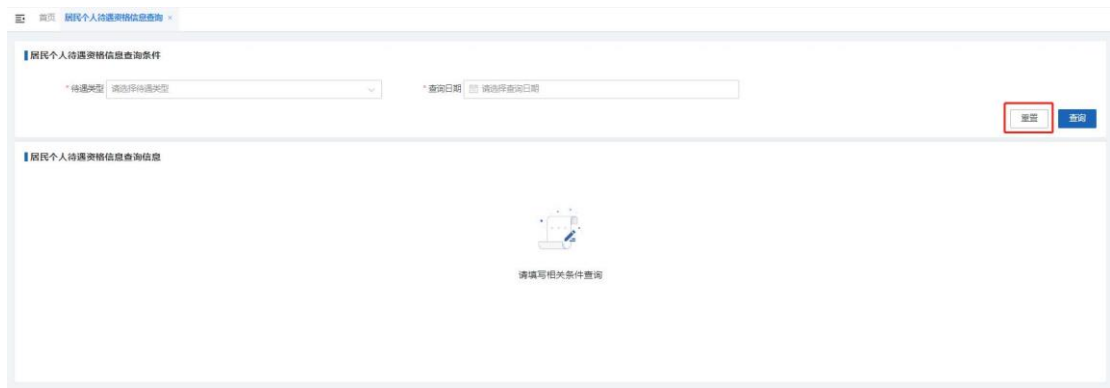 首页 居民个人待遇资格信息查询 ×
居民个人待遇资格信息查询条件
* 待遇类型 请选择待遇类型 * 查询日期 请选择查询日期
重置 查询
居民个人待遇资格信息查询信息
请填写相关条件查询